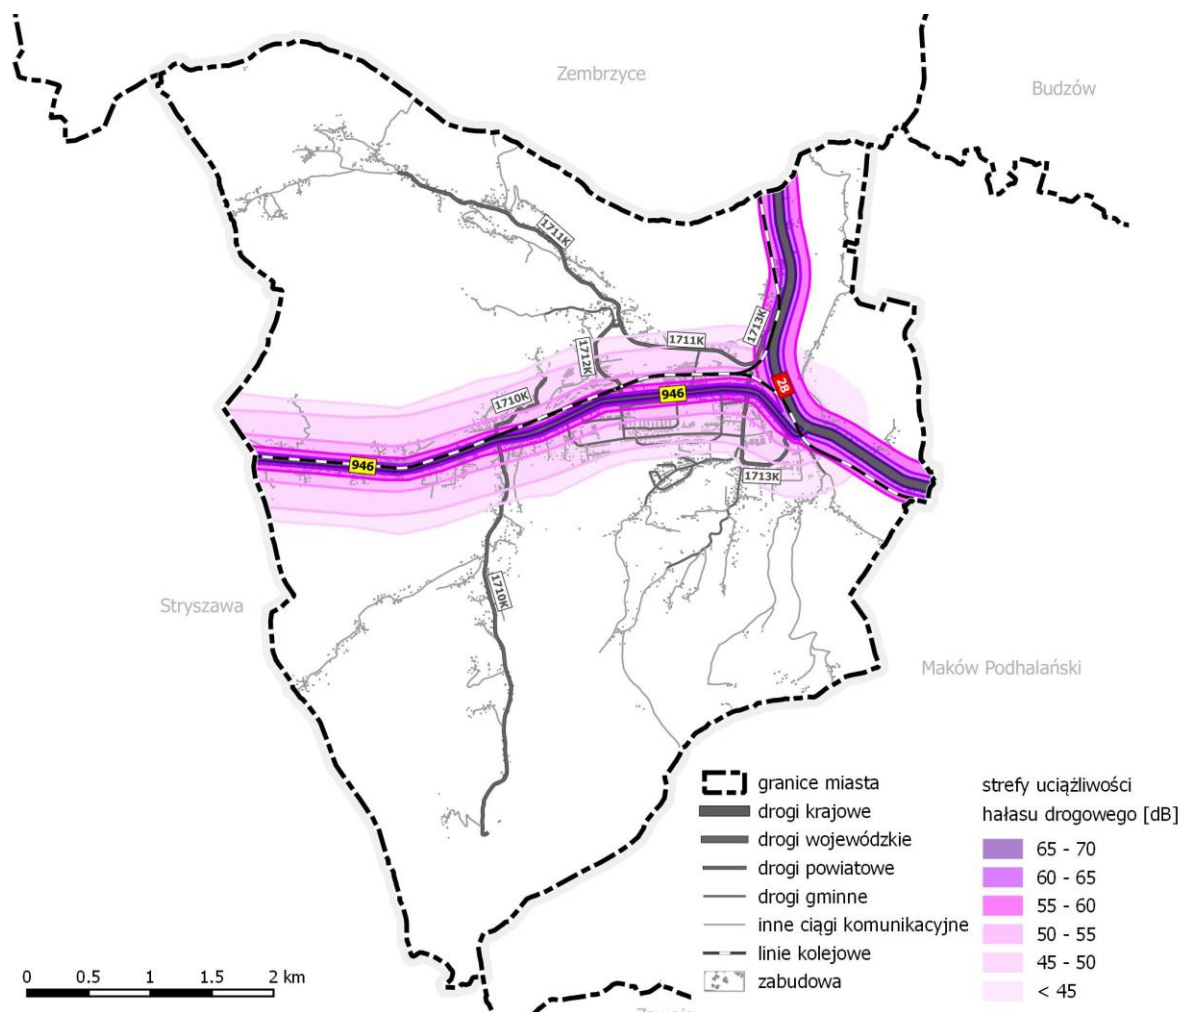 Zembrzyce
Budzów
1711K
1713K
1711K
1712K
28
1710K
946
946
1713K
1710K
Stryszawa
Maków Podhalański
granice miasta
drogi krajowe
drogi wojewódzkie
drogi powiatowe
drogi gminne
inne ciągi komunikacyjne
linie kolejowe
zabudowa
strefy uciążliwości
hałasu drogowego [dB]
65 - 70
60 - 65
55 - 60
50 - 55
45 - 50
< 45
0 0.5 1 1.5 2 km